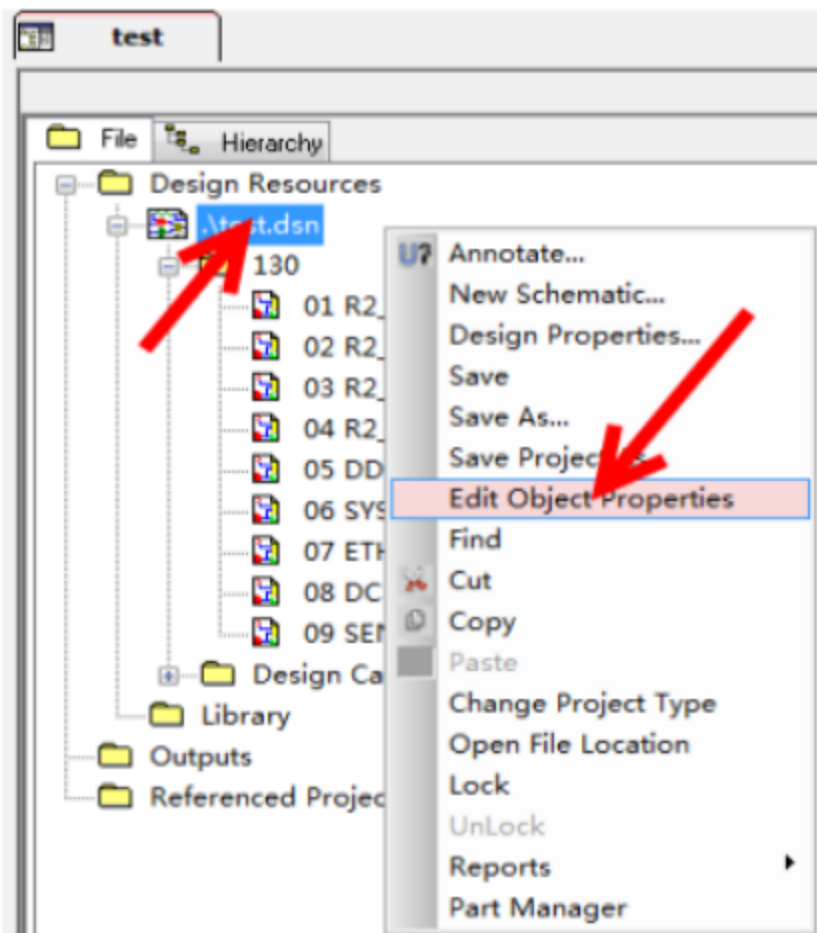 test
File
Hierarchy
Design Resources
.\test.dsn
130
01 R2_
02 R2_
03 R2_
04 R2_
05 DD
06 SYS
07 ETH
08 DC
09 SEN
Design Ca
Library
Outputs
Referenced Projec
Annotate...
New Schematic...
Design Properties...
Save
Save As...
Save Project
Edit Object Properties
Find
Cut
Copy
Paste
Change Project Type
Open File Location
Lock
UnLock
Reports
Part Manager